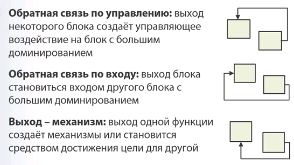 Обратная связь по управлению: выход
некоторого блока создаёт управляющее
воздействие на блок с большим
доминированием
Обратная связь по входу: выход блока
становиться входом другого блока с
большим доминированием
Выход – механизм: выход одной функции
создаёт механизмы или становится
средством достижения цели для другой